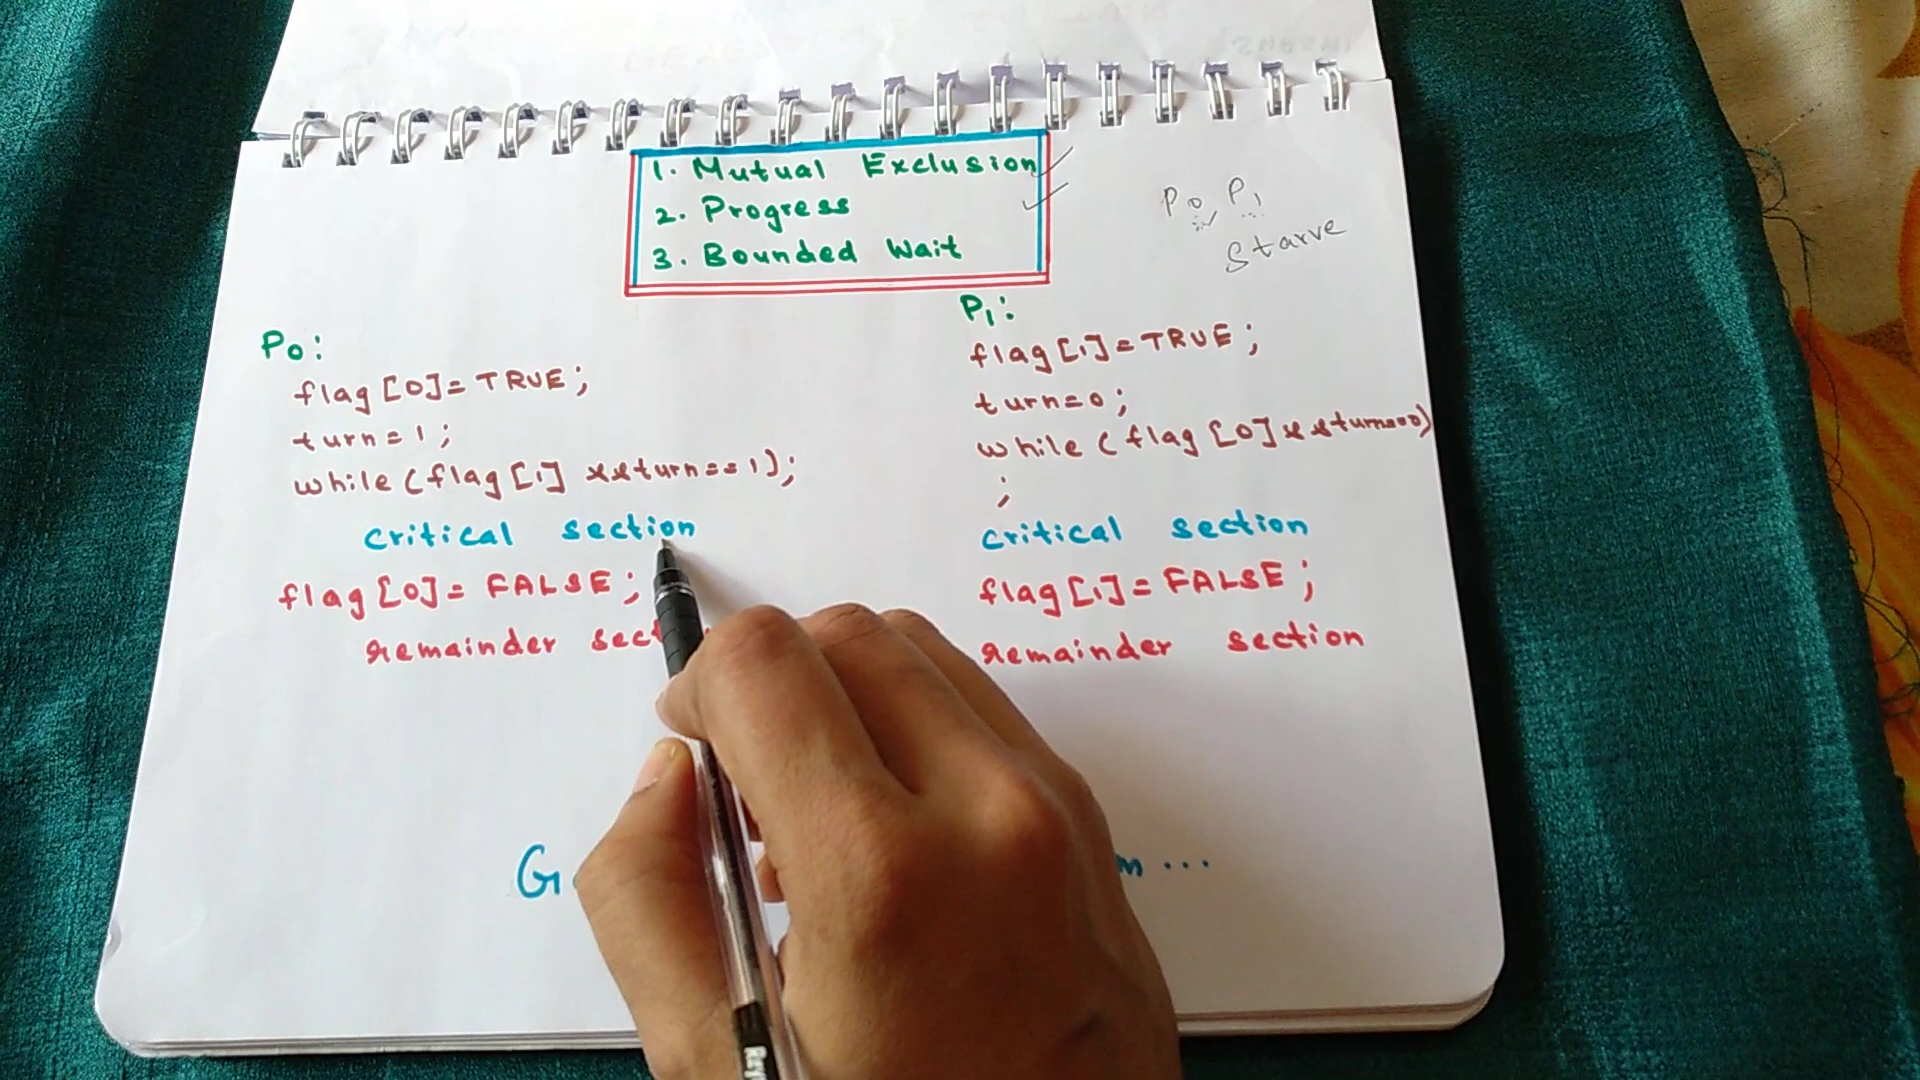 1. Mutual Exclusion
2. Progress
3. Bounded Wait
P0, P1
Starve
P0:
flag[0]= TRUE;
turn=1;
while(flag[1] &&turn==1);
critical section
flag[0]= FALSE;
remainder
P1:
flag[1]=TRUE;
turn=0;
while(flag[0]&&turn==0)
;
critical section
flag[1]= FALSE;
remainder section